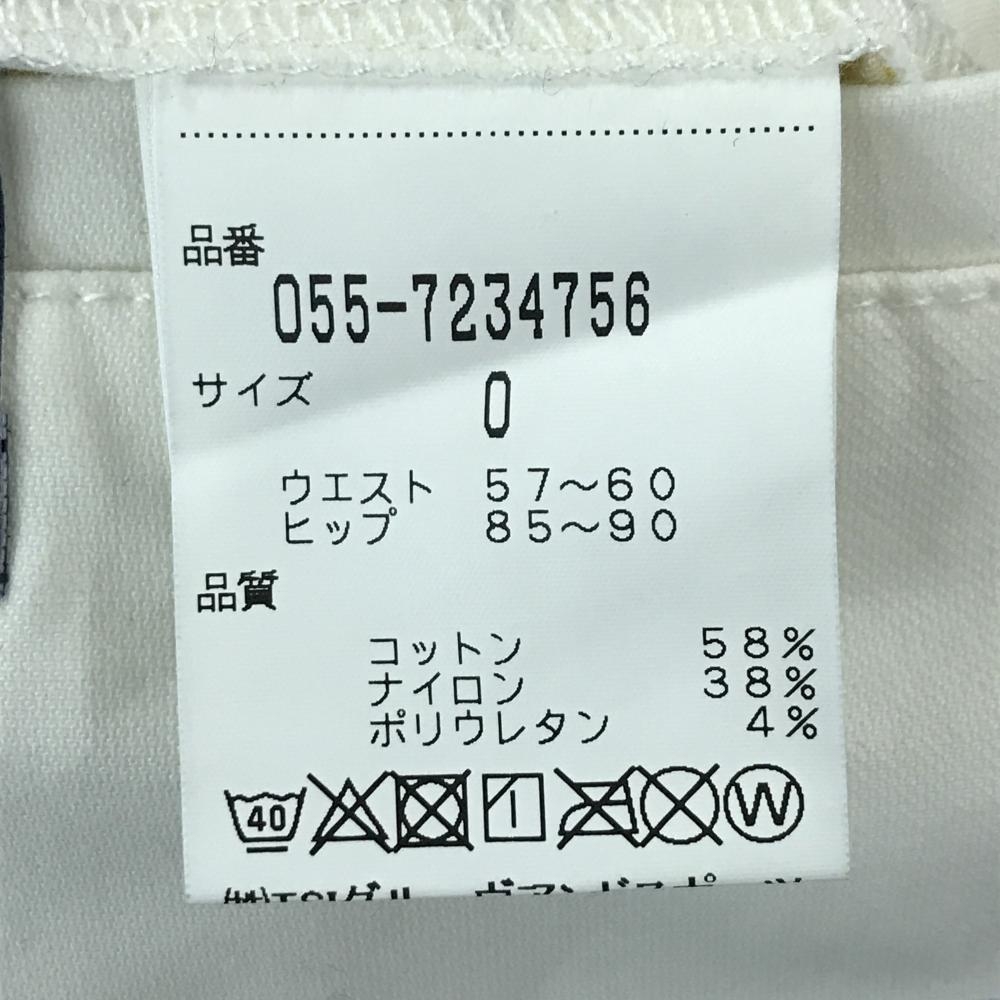 品番
055-7234756
サイズ 0
ウエスト 57〜60
ヒップ 85〜90
品質
コットン 58%
ナイロン 38%
ポリウレタン 4%
40 W